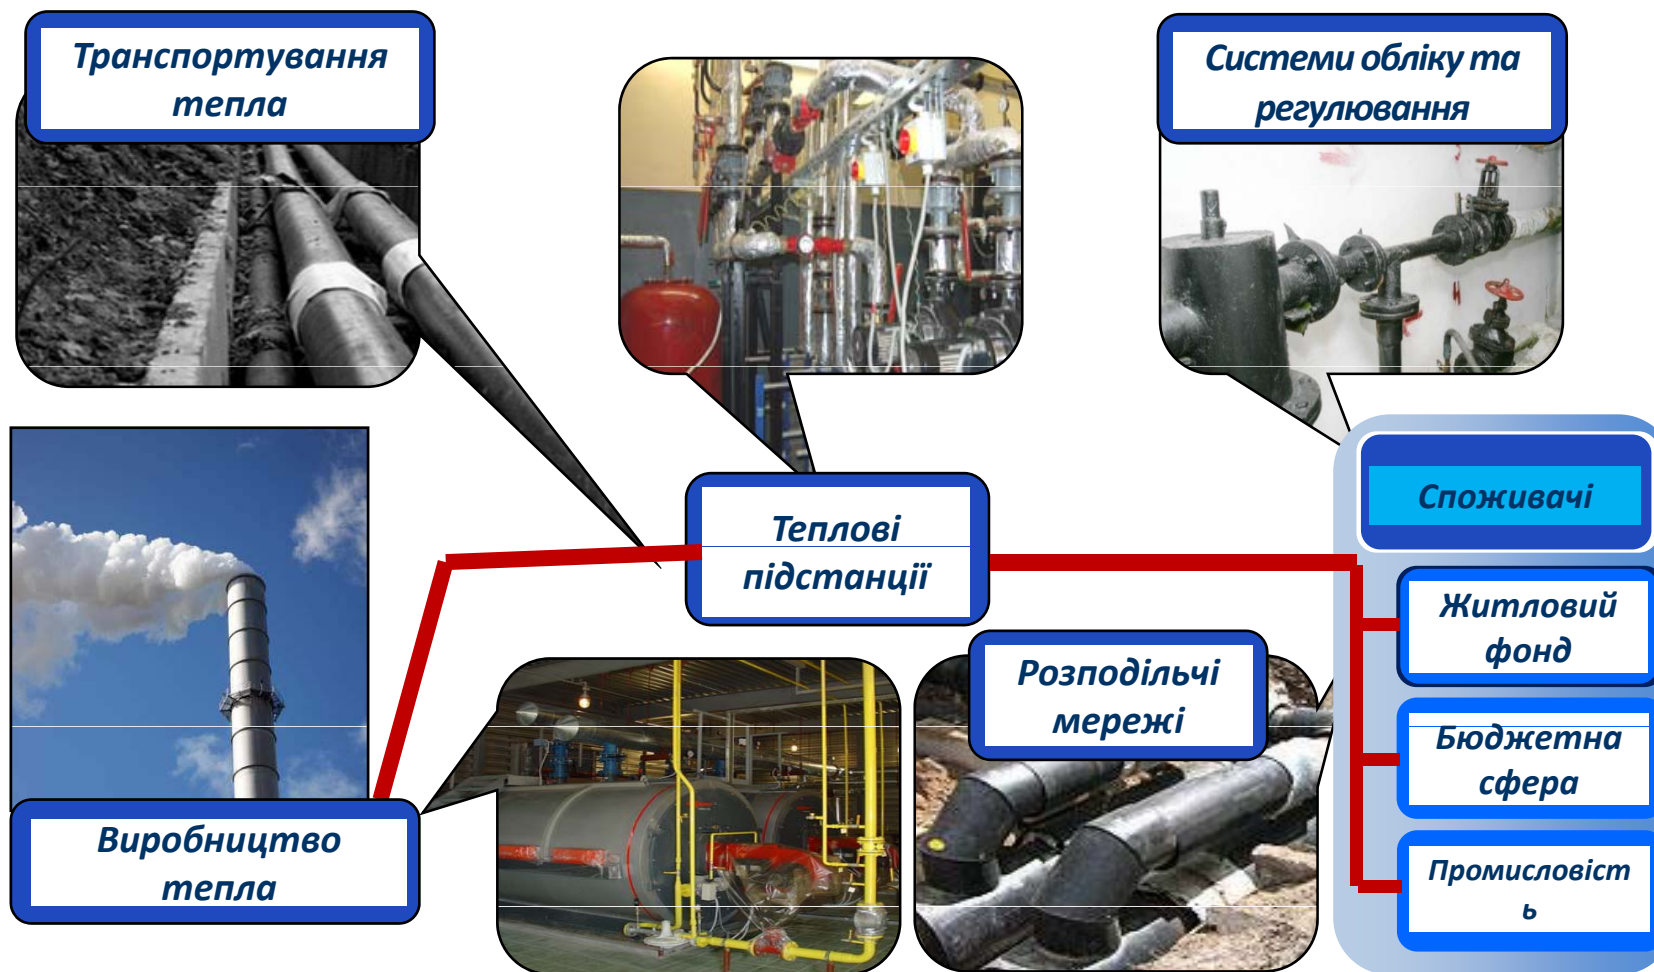 Транспортування
тепла
Системи обліку та
регулювання
Споживачі
Теплові
підстанції
Житловий
фонд
Розподільчі
мережі
Бюджетна
сфера
Виробництво
тепла
Промисловіст
ь